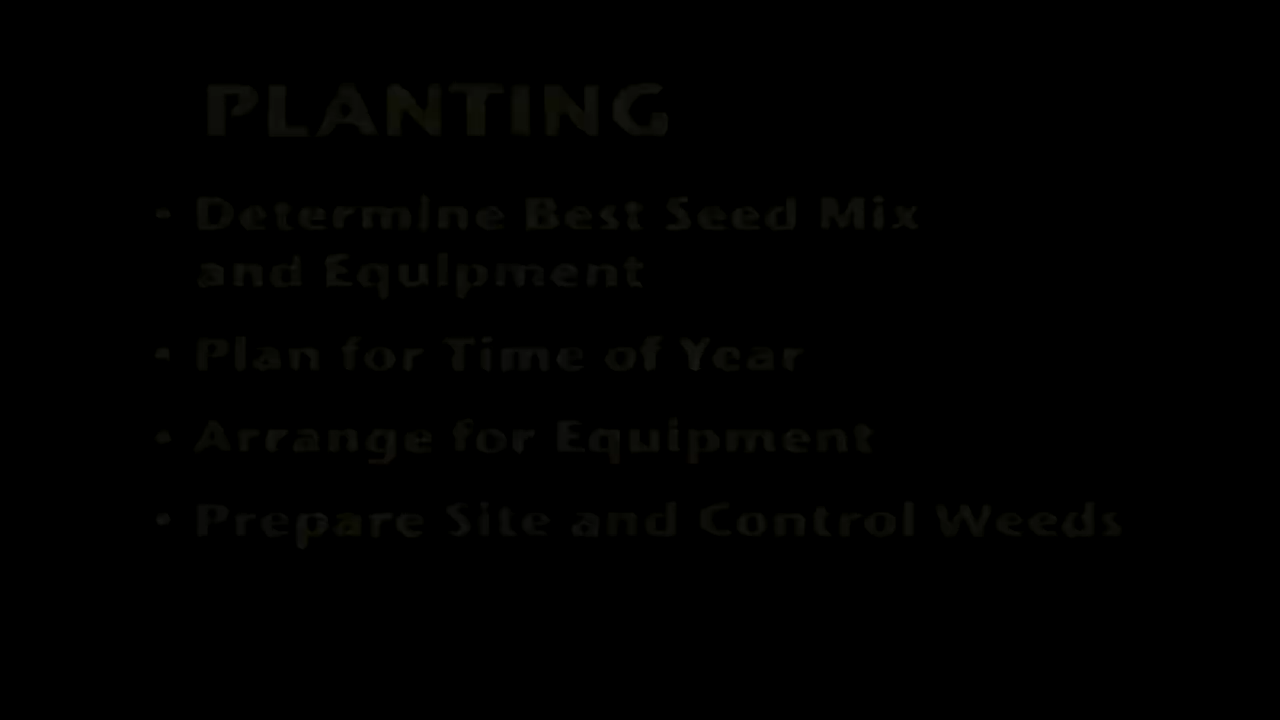 PLANTING
• Determine Best Seed Mix
and Equipment
• Plan for Time of Year
• Arrange for Equipment
• Prepare Site and Control Weeds